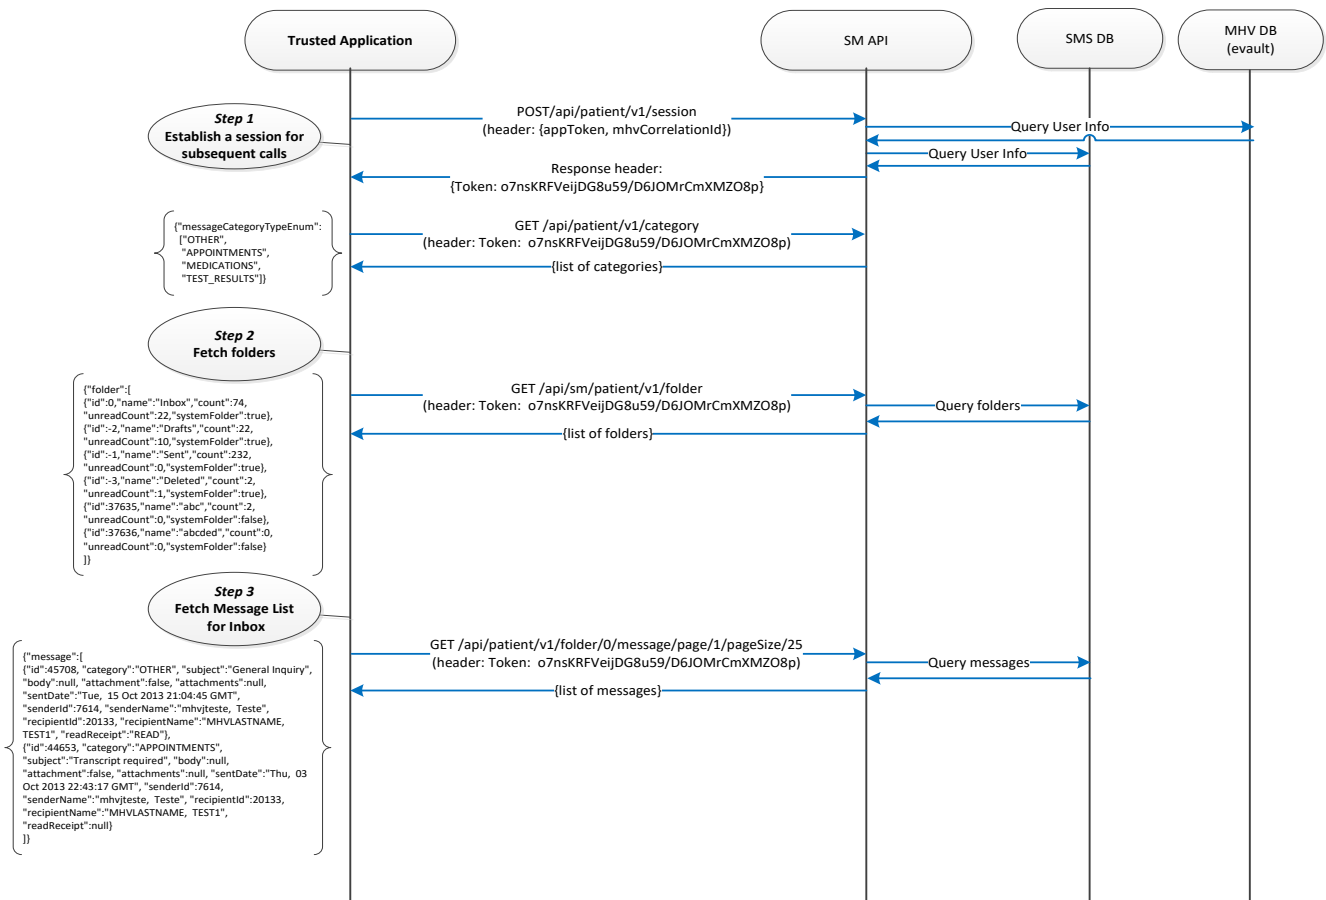 Trusted Application
SM API
SMS DB
MHV DB
(evault)
Step 1
Establish a session for
subsequent calls
POST/api/patient/v1/session
(header: {appToken, mhvCorrelationId})
Query User Info
Query User Info
Response header:
{Token: o7nsKRFVeijDG8u59/D6JOMrCmXMZO8p}
{"messageCategoryTypeEnum":
["OTHER",
"APPOINTMENTS",
"MEDICATIONS",
"TEST_RESULTS"]}
GET /api/patient/v1/category
(header: Token:  o7nsKRFVeijDG8u59/D6JOMrCmXMZO8p)
{list of categories}
Step 2
Fetch folders
{"folder":[
{"id":0,"name":"Inbox","count":74,
"unreadCount":22,"systemFolder":true},
{"id":-2,"name":"Drafts","count":22,
"unreadCount":10,"systemFolder":true},
{"id":-1,"name":"Sent","count":232,
"unreadCount":0,"systemFolder":true},
{"id":-3,"name":"Deleted","count":2,
"unreadCount":1,"systemFolder":true},
{"id":37635,"name":"abc","count":2,
"unreadCount":0,"systemFolder":false},
{"id":37636,"name":"abcded","count":0,
"unreadCount":0,"systemFolder":false}
]}
GET /api/sm/patient/v1/folder
(header: Token:  o7nsKRFVeijDG8u59/D6JOMrCmXMZO8p)
Query folders
{list of folders}
Step 3
Fetch Message List
for Inbox
GET /api/patient/v1/folder/0/message/page/1/pageSize/25
(header: Token:  o7nsKRFVeijDG8u59/D6JOMrCmXMZO8p)
Query messages
{list of messages}
{"message":[
{"id":45708, "category":"OTHER", "subject":"General Inquiry",
"body":null, "attachment":false, "attachments":null,
"sentDate":"Tue,  15 Oct 2013 21:04:45 GMT",
"senderId":7614, "senderName":"mhvjteste,  Teste",
"recipientId":20133, "recipientName":"MHVLASTNAME,
TEST1", "readReceipt":"READ"},
{"id":44653, "category":"APPOINTMENTS",
"subject":"Transcript required", "body":null,
"attachment":false, "attachments":null, "sentDate":"Thu,  03
Oct 2013 22:43:17 GMT", "senderId":7614,
"senderName":"mhvjteste,  Teste", "recipientId":20133,
"recipientName":"MHVLASTNAME,  TEST1",
"readReceipt":null}
]}